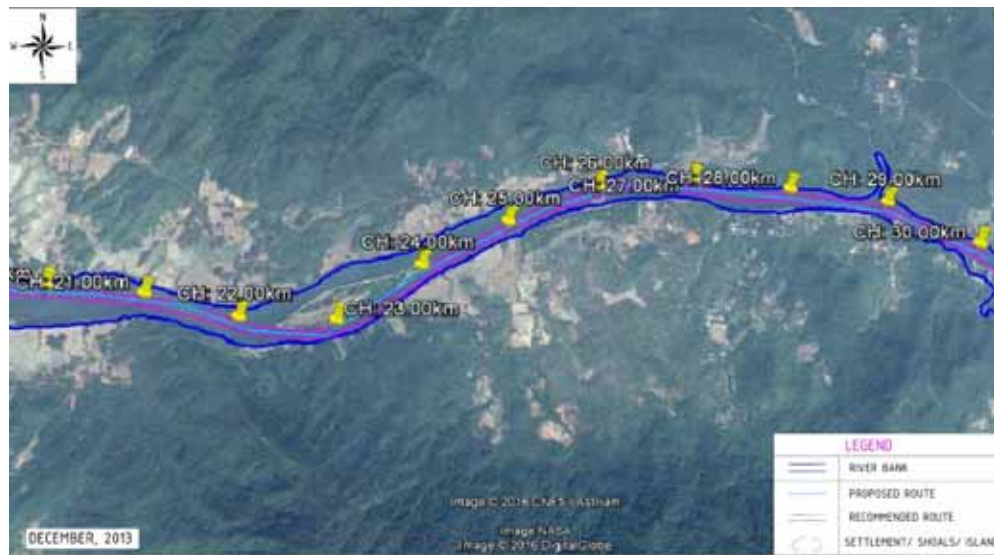 N
W E
S
CH: 26.00km
CH: 27.00km
CH: 28.00km
CH: 29.00km
CH: 25.00km
CH: 24.00km
CH: 30.00km
CH: 21.00km
CH: 22.00km
CH: 23.00km
LEGEND
RIVER BANK
PROPOSED ROUTE
RECOMMENDED ROUTE
SETTLEMENT/ SHOALS/ ISLAN
Image © 2016 CNES / Astrium
Image NASA
Image © 2016 DigitalGlobe
DECEMBER, 2013